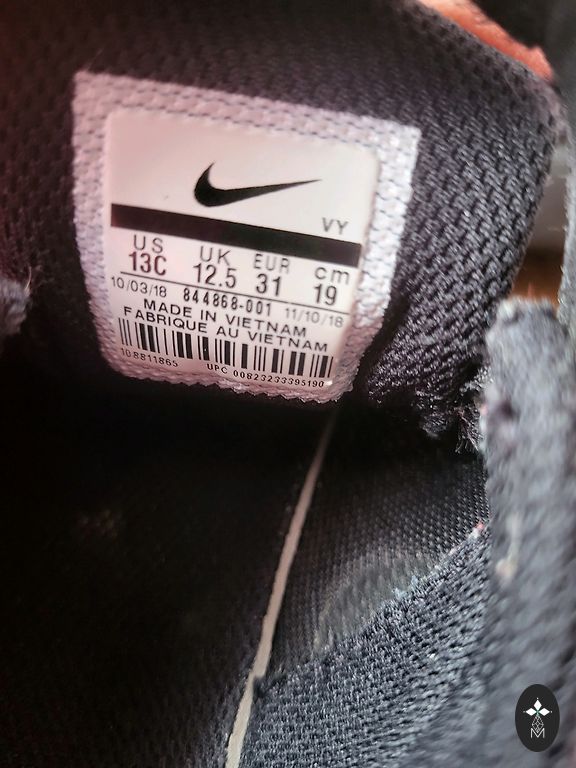 VY
US UK EUR cm
13C 12.5 31 19
10/03/18 844868-001 11/10/18
MADE IN VIETNAM
FABRIQUE AU VIETNAM
108811865 UPC 00823233395190
M